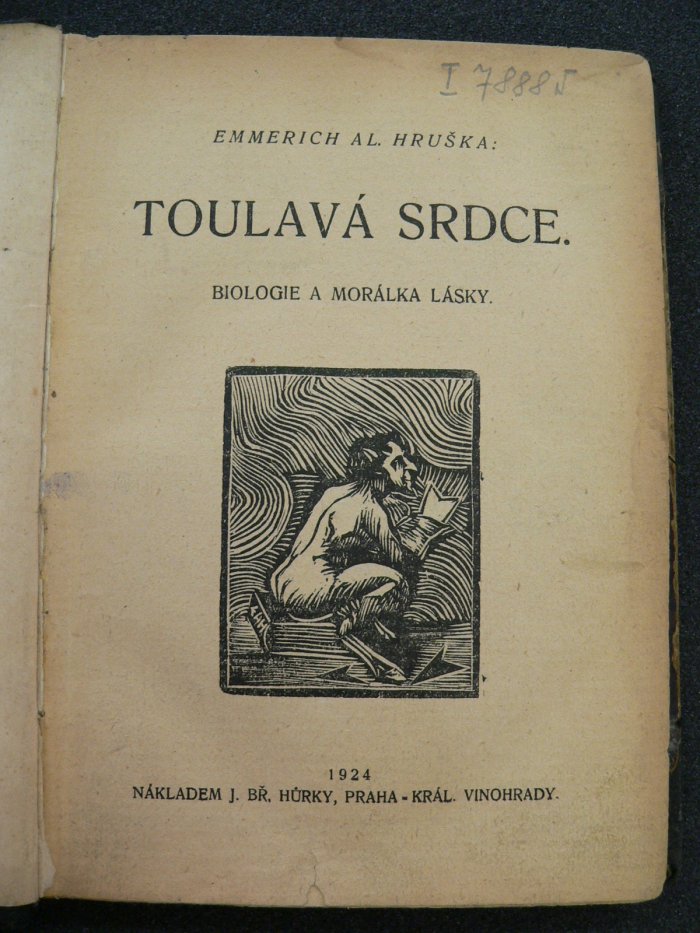 I 78885
EMMERICH AL. HRUŠKA:
TOULAVÁ SRDCE.
BIOLOGIE A MORÁLKA LÁSKY.
1924
NÁKLADEM J. BŘ. HŮRKY, PRAHA - KRÁL. VINOHRADY.